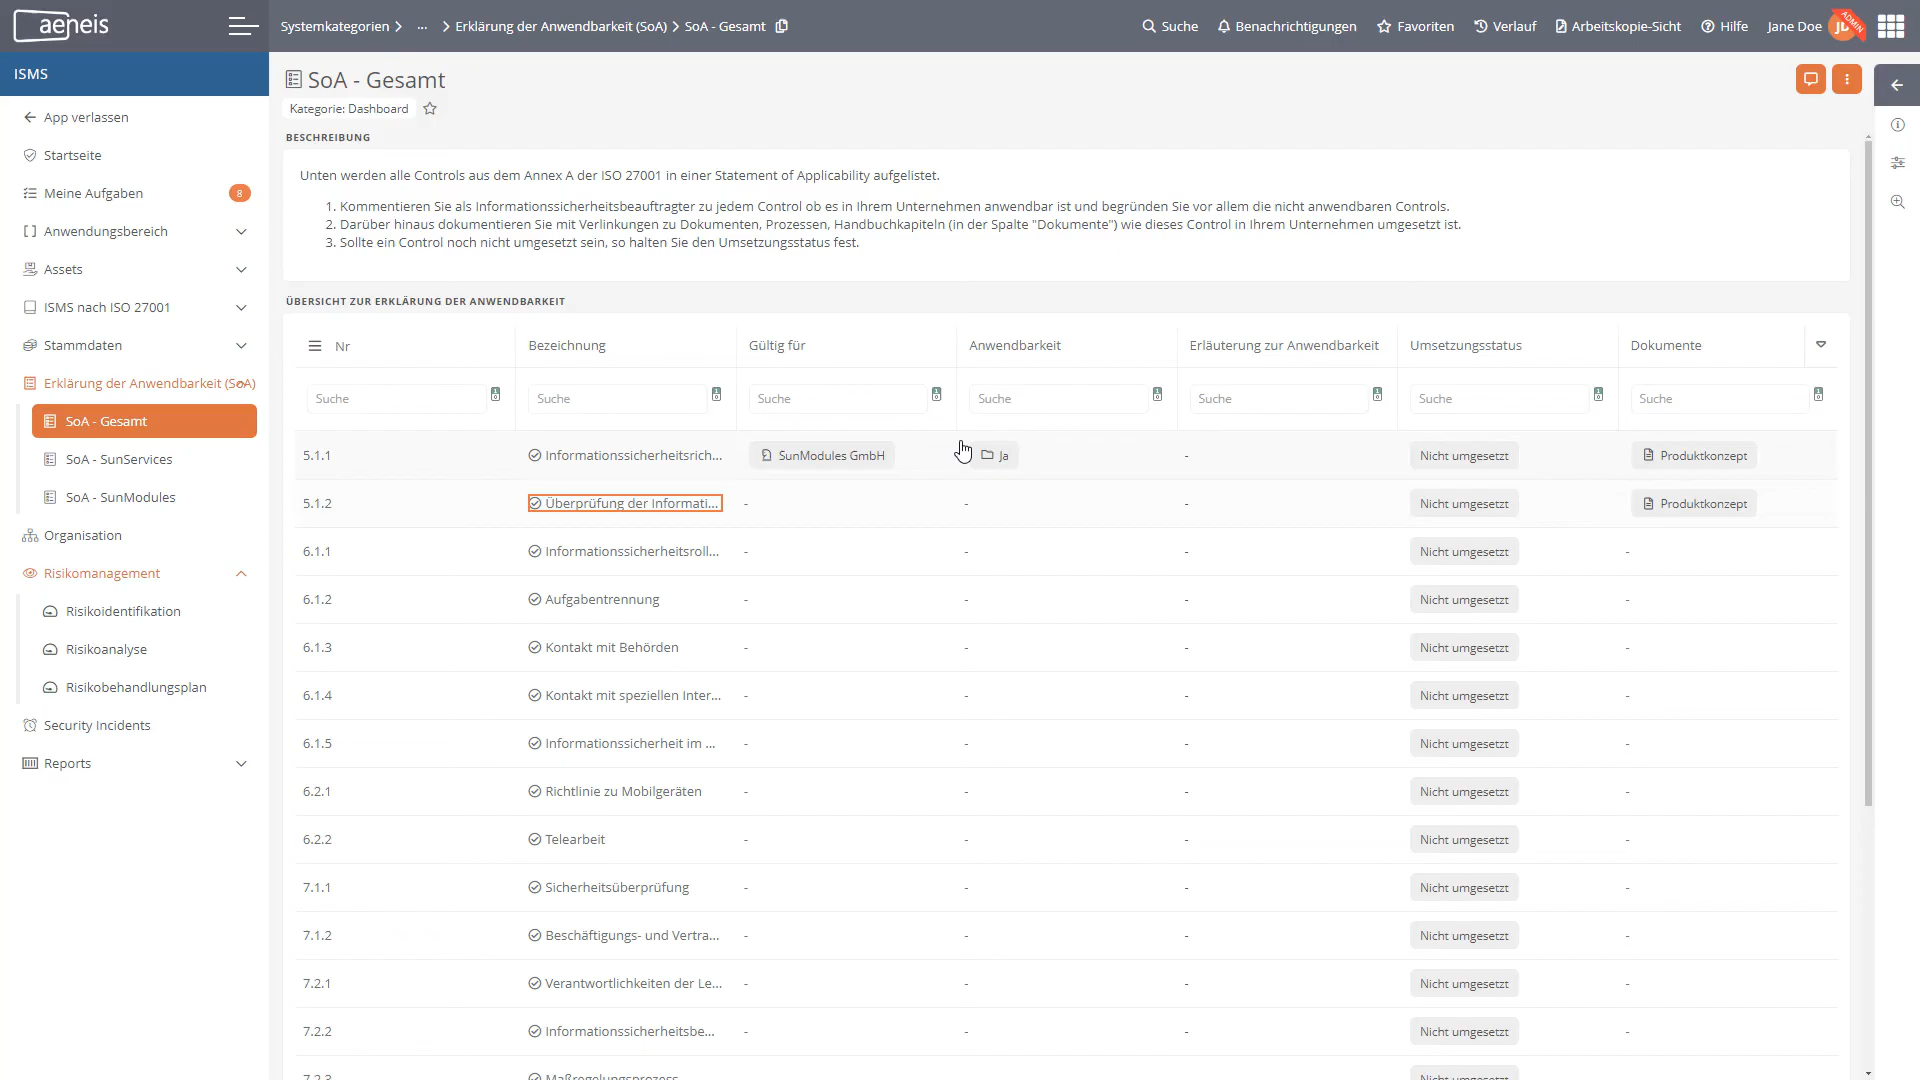 aeneis
Systemkategorien > ... > Erklärung der Anwendbarkeit (SoA) > SoA - Gesamt
Suche Benachrichtigungen Favoriten Verlauf Arbeitskopie-Sicht Hilfe Jane Doe JD ADMIN
ISMS
App verlassen
Startseite
Meine Aufgaben 8
Anwendungsbereich
Assets
ISMS nach ISO 27001
Stammdaten
Erklärung der Anwendbarkeit (SoA)
SoA - Gesamt
SoA - SunServices
SoA - SunModules
Organisation
Risikomanagement
Risikoidentifikation
Risikoanalyse
Risikobehandlungsplan
Security Incidents
Reports
SoA - Gesamt
Kategorie: Dashboard
BESCHREIBUNG
Unten werden alle Controls aus dem Annex A der ISO 27001 in einer Statement of Applicability aufgelistet.
1. Kommentieren Sie als Informationssicherheitsbeauftragter zu jedem Control ob es in Ihrem Unternehmen anwendbar ist und begründen Sie vor allem die nicht anwendbaren Controls.
2. Darüber hinaus dokumentieren Sie mit Verlinkungen zu Dokumenten, Prozessen, Handbuchkapiteln (in der Spalte "Dokumente") wie dieses Control in Ihrem Unternehmen umgesetzt ist.
3. Sollte ein Control noch nicht umgesetzt sein, so halten Sie den Umsetzungsstatus fest.
ÜBERSICHT ZUR ERKLÄRUNG DER ANWENDBARKEIT
Nr Bezeichnung Gültig für Anwendbarkeit Erläuterung zur Anwendbarkeit Umsetzungsstatus Dokumente
Suche Suche Suche Suche Suche Suche Suche
5.1.1 Informationssicherheitsrich... SunModules GmbH Ja - Nicht umgesetzt Produktkonzept
5.1.2 Überprüfung der Informati... - - - Nicht umgesetzt Produktkonzept
6.1.1 Informationssicherheitsroll... - - - Nicht umgesetzt -
6.1.2 Aufgabentrennung - - - Nicht umgesetzt -
6.1.3 Kontakt mit Behörden - - - Nicht umgesetzt -
6.1.4 Kontakt mit speziellen Inter... - - - Nicht umgesetzt -
6.1.5 Informationssicherheit im ... - - - Nicht umgesetzt -
6.2.1 Richtlinie zu Mobilgeräten - - - Nicht umgesetzt -
6.2.2 Telearbeit - - - Nicht umgesetzt -
7.1.1 Sicherheitsüberprüfung - - - Nicht umgesetzt -
7.1.2 Beschäftigungs- und Vertra... - - - Nicht umgesetzt -
7.2.1 Verantwortlichkeiten der Le... - - - Nicht umgesetzt -
7.2.2 Informationssicherheitsbe... - - - Nicht umgesetzt -
7.2.3 Maßregelungsprozess Nicht umgesetzt